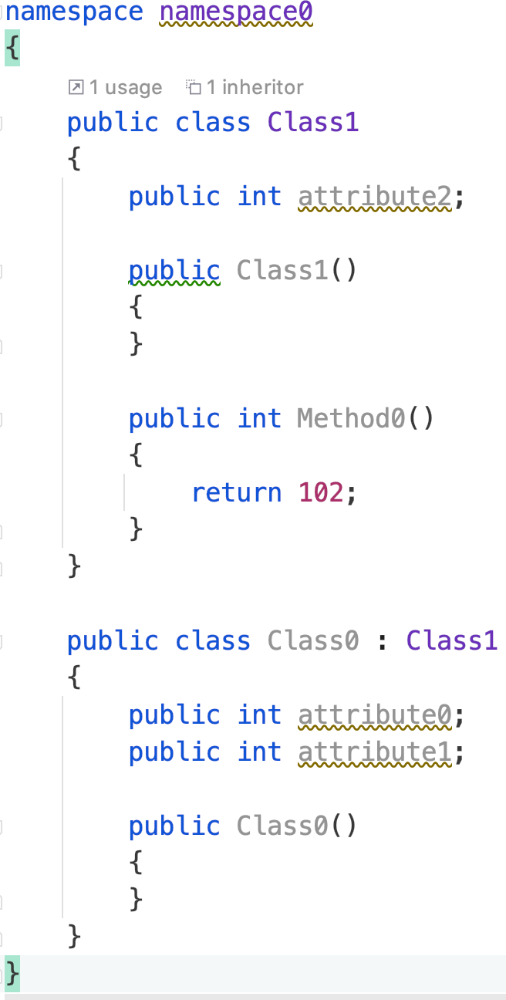 namespace namespace0
{
1 usage 1 inheritor
public class Class1
{
public int attribute2;
public Class1()
{
}
public int Method0()
{
return 102;
}
}
public class Class0 : Class1
{
public int attribute0;
public int attribute1;
public Class0()
{
}
}
}